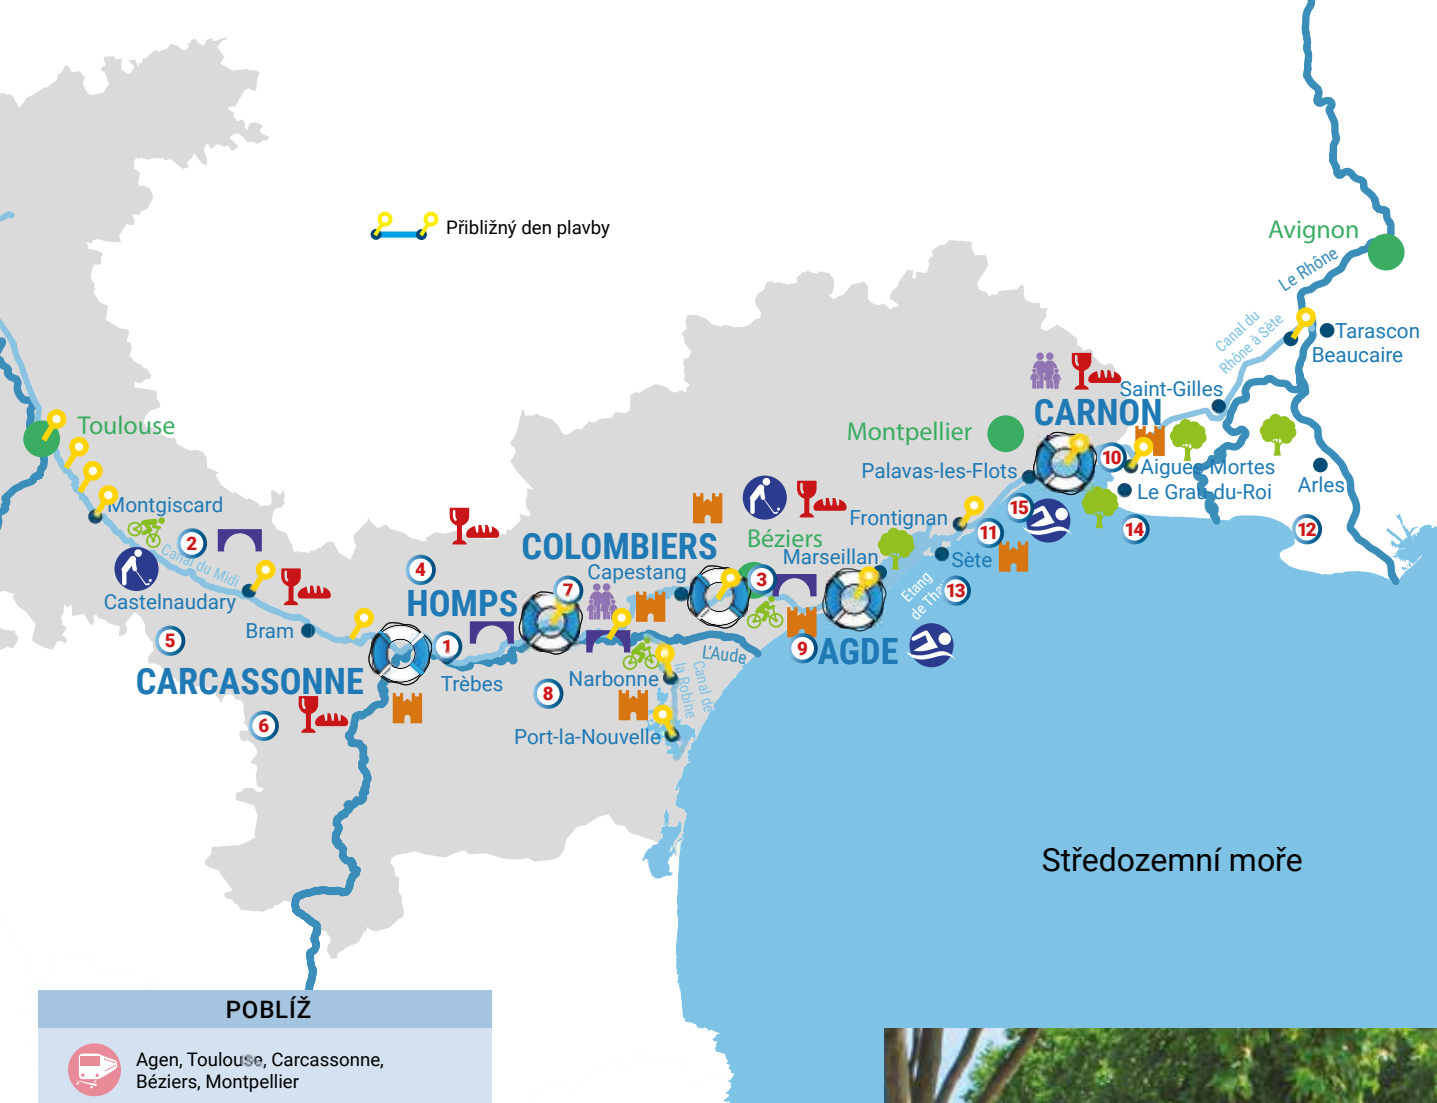 Přibližný den plavby
Avignon
Le Rhône
Canal du
Rhône à Sète
Tarascon
Beaucaire
Saint-Gilles
CARNON
Toulouse
Montpellier
Palavas-les-Flots
10
Aigues-Mortes
Le Grau-du-Roi
Arles
Montgiscard
Frontignan
15
11
14
12
2
Canal du Midi
COLOMBIERS
Béziers
Marseillan
Sète
4
Capestang
3
Etang
de Thau
13
Castelnaudary
HOMPS
7
Bram
5
1
9
AGDE
L'Aude
CARCASSONNE
Trèbes
8
Narbonne
Canal de
la Robine
6
Port-la-Nouvelle
Středozemní moře
POBLÍŽ
Agen, Toulouse, Carcassonne,
Béziers, Montpellier